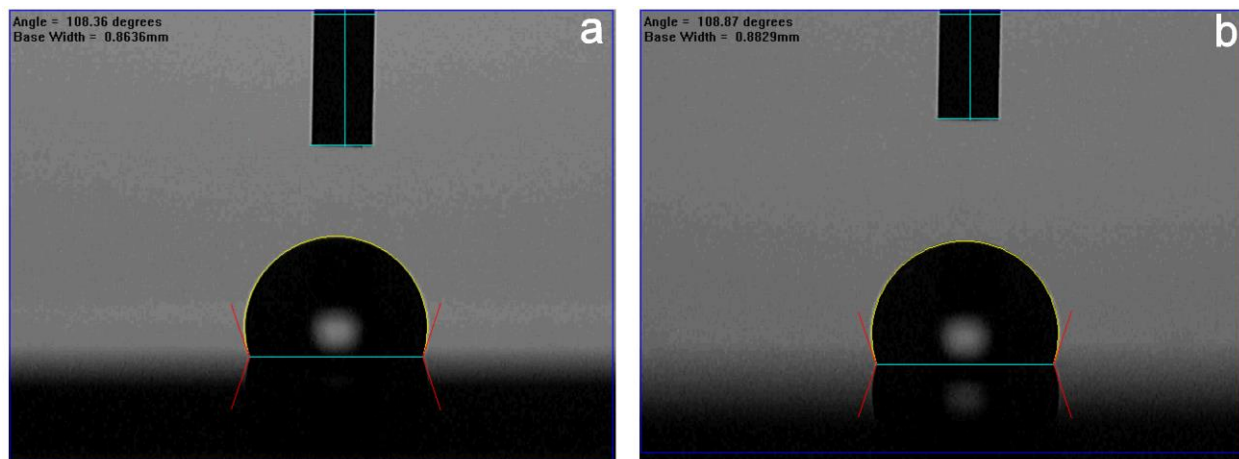 Angle = 108.36 degrees
Base Width = 0.8636mm
a
Angle = 108.87 degrees
Base Width = 0.8829mm
b